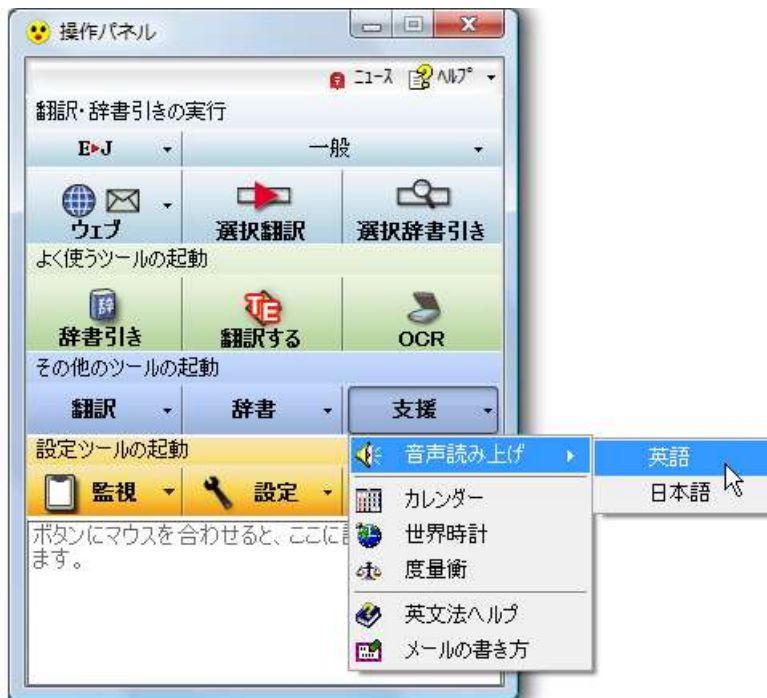 操作パネル
ニュース ヘルプ
翻訳・辞書引きの実行
E▶J 一般
ウェブ 選択翻訳 選択辞書引き
よく使うツールの起動
辞
辞書引き 翻訳する OCR
TE
その他のツールの起動
翻訳 辞書 支援
設定ツールの起動
監視 設定
ボタンにマウスを合わせると、ここに
ます。
音声読み上げ
カレンダー
世界時計
度量衡
英文法ヘルプ
メールの書き方
英語
日本語